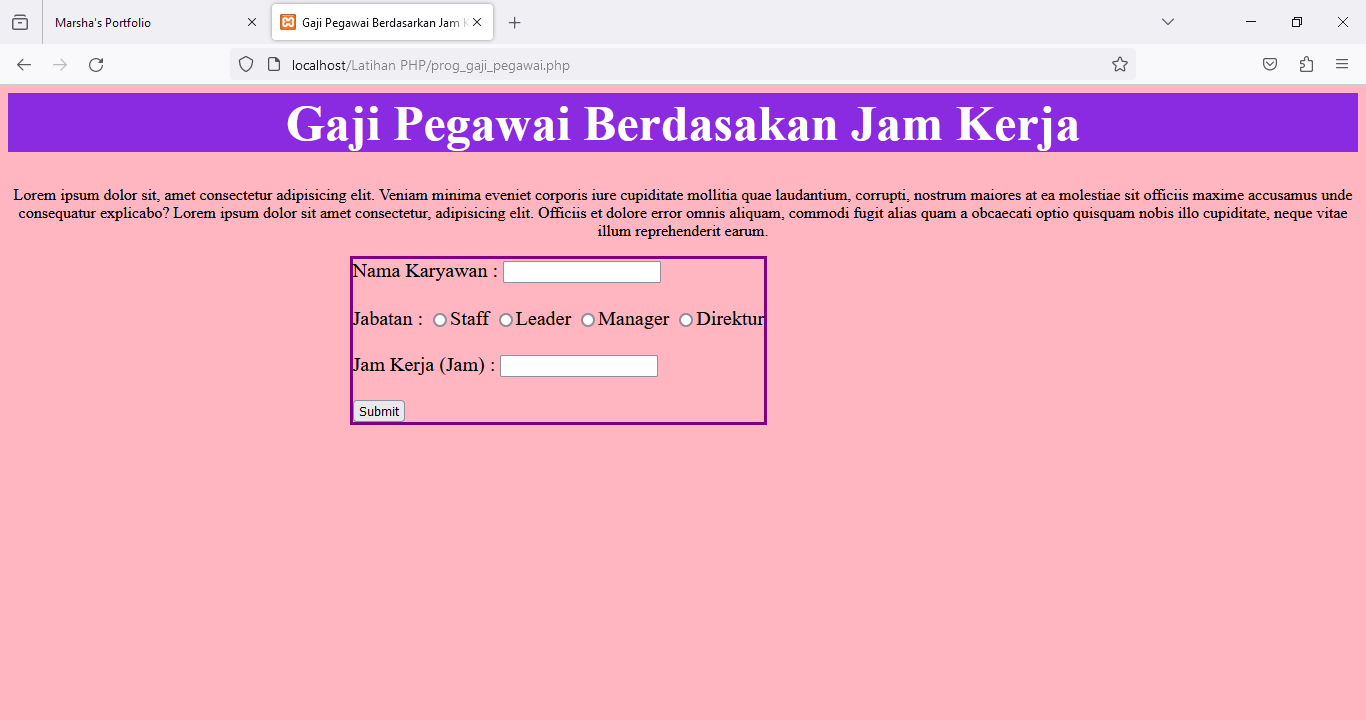 Marsha's Portfolio
Gaji Pegawai Berdasarkan Jam K
localhost/Latihan PHP/prog_gaji_pegawai.php
Gaji Pegawai Berdasakan Jam Kerja
Lorem ipsum dolor sit, amet consectetur adipisicing elit. Veniam minima eveniet corporis iure cupiditate mollitia quae laudantium, corrupti, nostrum maiores at ea molestiae sit officiis maxime accusamus unde
consequatur explicabo? Lorem ipsum dolor sit amet consectetur, adipisicing elit. Officiis et dolore error omnis aliquam, commodi fugit alias quam a obcaecati optio quisquam nobis illo cupiditate, neque vitae
illum reprehenderit earum.
Nama Karyawan :
Jabatan : Staff Leader Manager Direktur
Jam Kerja (Jam) :
Submit